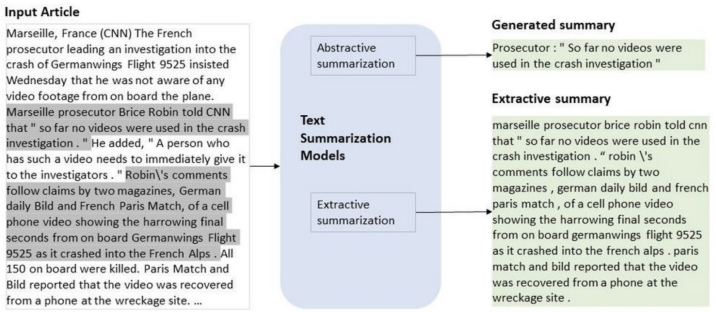 Input Article
Marseille, France (CNN) The French
prosecutor leading an investigation into the
crash of Germanwings Flight 9525 insisted
Wednesday that he was not aware of any
video footage from on board the plane.
Marseille prosecutor Brice Robin told CNN
that " so far no videos were used in the crash
investigation . " He added, " A person who
has such a video needs to immediately give it
to the investigators . " Robin\'s comments
follow claims by two magazines, German
daily Bild and French Paris Match, of a cell
phone video showing the harrowing final
seconds from on board Germanwings Flight
9525 as it crashed into the French Alps . All
150 on board were killed. Paris Match and
Bild reported that the video was recovered
from a phone at the wreckage site. ...
Abstractive
summarization
Text
Summarization
Models
Extractive
summarization
Generated summary
Prosecutor : " So far no videos were
used in the crash investigation "
Extractive summary
marseille prosecutor brice robin told cnn
that " so far no videos were used in the
crash investigation . “ robin \'s
comments follow claims by two
magazines , german daily bild and french
paris match , of a cell phone video
showing the harrowing final seconds
from on board germanwings flight 9525
as it crashed into the french alps . paris
match and bild reported that the video
was recovered from a phone at the
wreckage site .